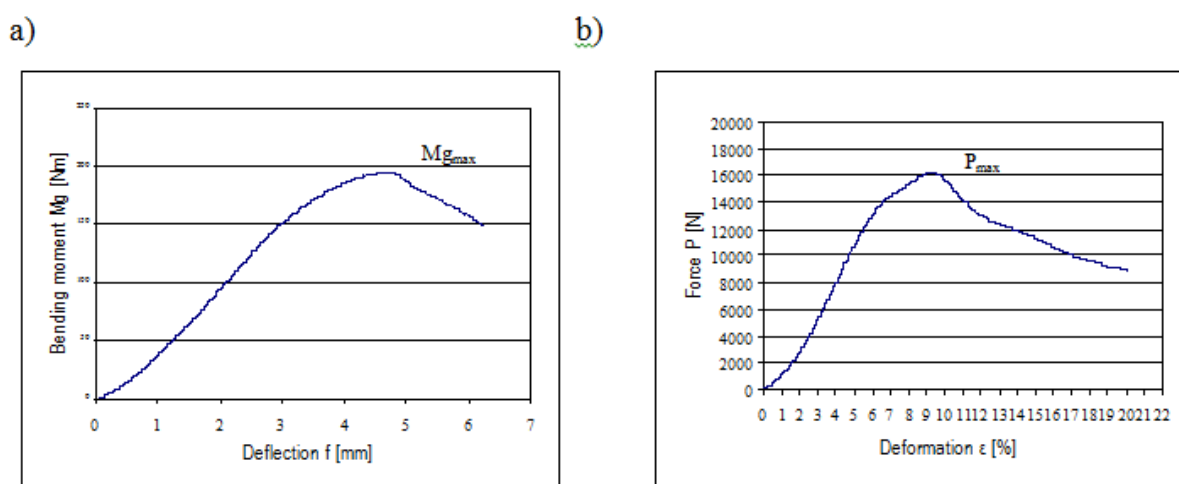 a)
Bending moment Mg [Nm]
Mg_max
0 1 2 3 4 5 6 7
Deflection f [mm]
b)
Force P [N]
20000
18000
16000
14000
12000
10000
8000
6000
4000
2000
0
P_max
0 1 2 3 4 5 6 7 8 9 10 11 12 13 14 15 16 17 18 19 20 21 22
Deformation ε [%]